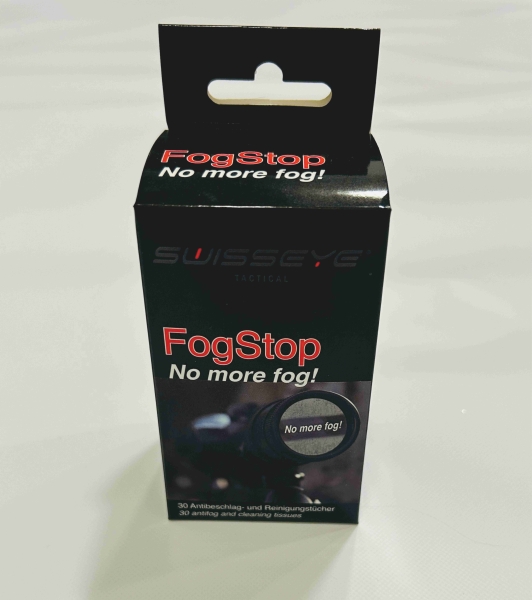 FogStop
No more fog!
SWISSEYE®
TACTICAL
FogStop
No more fog!
No more fog!
30 Antibeschlag- und Reinigungstücher
30 antifog and cleaning tissues